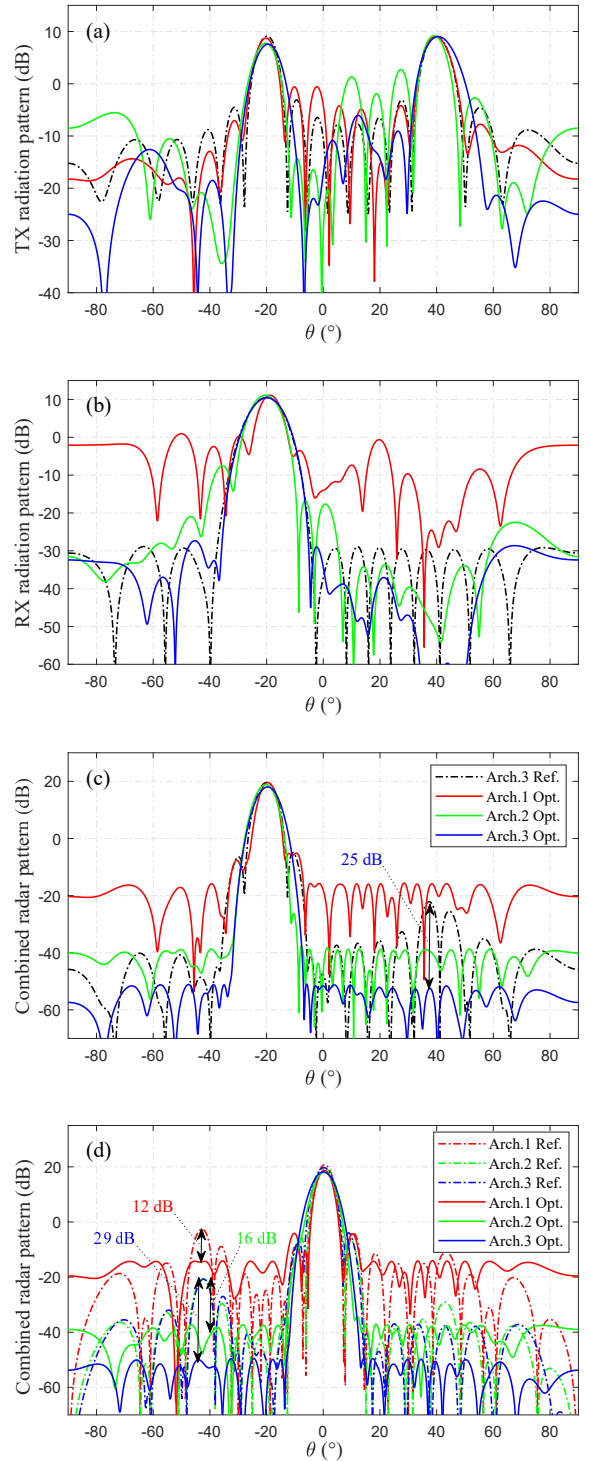 (a)
TX radiation pattern (dB)
10
0
-10
-20
-30
-40
-80 -60 -40 -20 0 20 40 60 80
θ (°)
(b)
RX radiation pattern (dB)
10
0
-10
-20
-30
-40
-50
-60
-80 -60 -40 -20 0 20 40 60 80
θ (°)
(c)
Combined radar pattern (dB)
20
0
-20
-40
-60
Arch.3 Ref.
Arch.1 Opt.
Arch.2 Opt.
Arch.3 Opt.
25 dB
-80 -60 -40 -20 0 20 40 60 80
θ (°)
(d)
Combined radar pattern (dB)
20
0
-20
-40
-60
Arch.1 Ref.
Arch.2 Ref.
Arch.3 Ref.
Arch.1 Opt.
Arch.2 Opt.
Arch.3 Opt.
12 dB
29 dB
16 dB
-80 -60 -40 -20 0 20 40 60 80
θ (°)